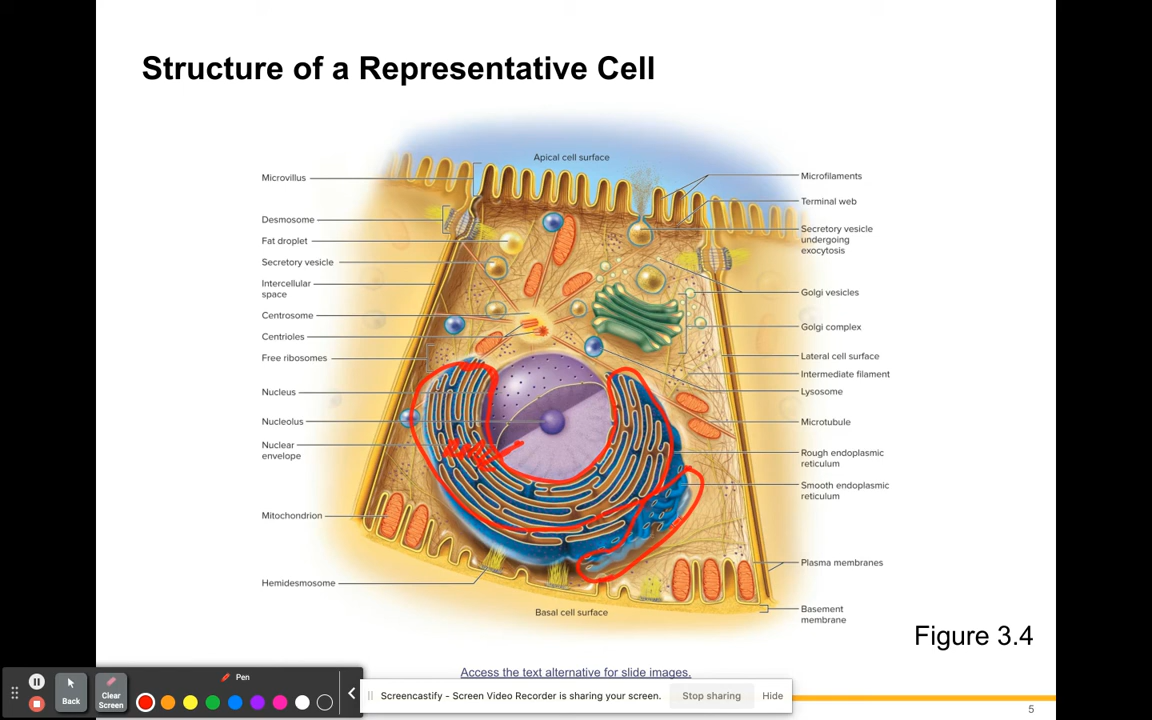 Structure of a Representative Cell
Apical cell surface
Microvillus
Desmosome
Fat droplet
Secretory vesicle
Intercellular
space
Centrosome
Centrioles
Free ribosomes
Nucleus
Nucleolus
Nuclear
envelope
Mitochondrion
Hemidesmosome
Microfilaments
Terminal web
Secretory vesicle
undergoing
exocytosis
Golgi vesicles
Golgi complex
Lateral cell surface
Intermediate filament
Lysosome
Microtubule
Rough endoplasmic
reticulum
Smooth endoplasmic
reticulum
Plasma membranes
Basement
membrane
Basal cell surface
Figure 3.4
Access the text alternative for slide images.
5
Pen
Back
Clear
Screen
Screencastify - Screen Video Recorder is sharing your screen.
Stop sharing
Hide